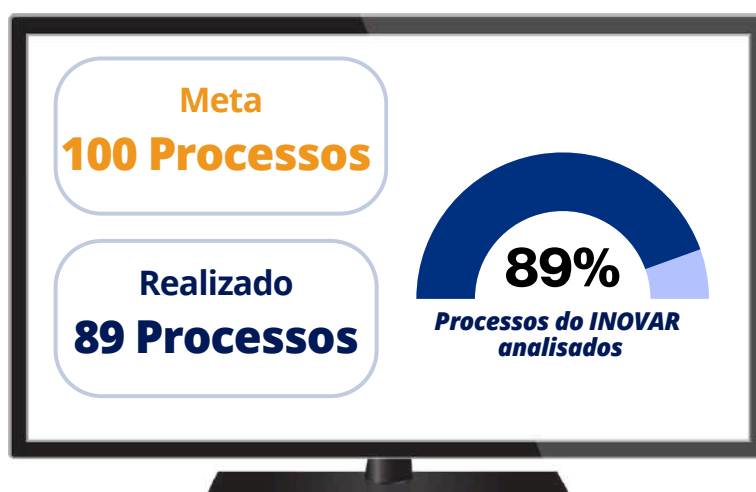 Meta
100 Processos
Realizado
89 Processos
89%
Processos do INOVAR
analisados